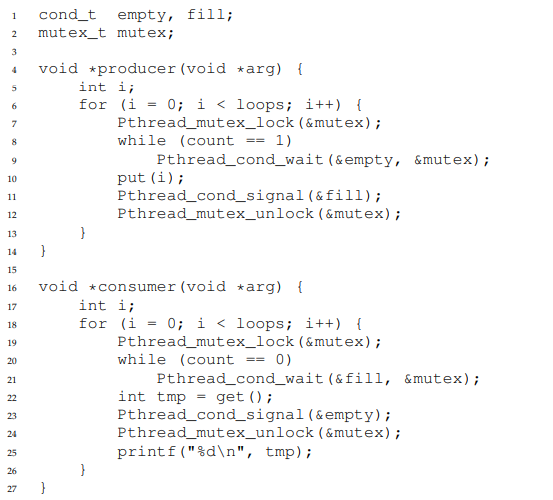 1 cond_t empty, fill;
2 mutex_t mutex;
3
4 void *producer(void *arg) {
5     int i;
6     for (i = 0; i < loops; i++) {
7         Pthread_mutex_lock(&mutex);
8         while (count == 1)
9             Pthread_cond_wait(&empty, &mutex);
10         put(i);
11         Pthread_cond_signal(&fill);
12         Pthread_mutex_unlock(&mutex);
13     }
14 }
15
16 void *consumer(void *arg) {
17     int i;
18     for (i = 0; i < loops; i++) {
19         Pthread_mutex_lock(&mutex);
20         while (count == 0)
21             Pthread_cond_wait(&fill, &mutex);
22         int tmp = get();
23         Pthread_cond_signal(&empty);
24         Pthread_mutex_unlock(&mutex);
25         printf("%d\n", tmp);
26     }
27 }